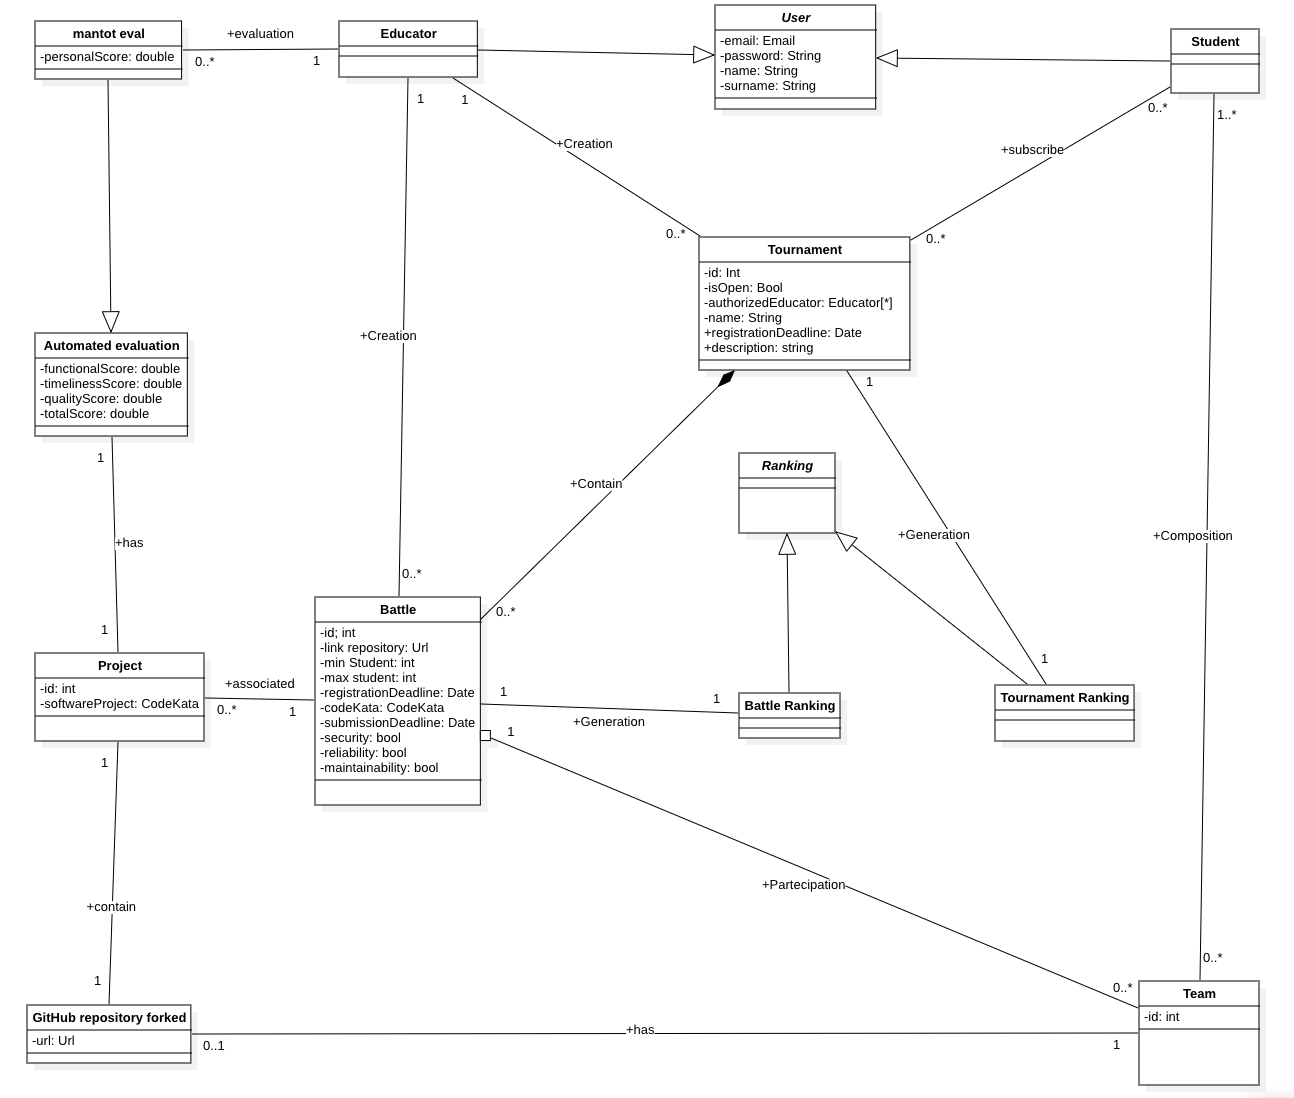 mantot eval
-personalScore: double
+evaluation
0..*
1
Educator
User
-email: Email
-password: String
-name: String
-surname: String
Student
1
1
+Creation
0..*
+subscribe
0..*
0..*
1..*
Tournament
-id: Int
-isOpen: Bool
-authorizedEducator: Educator[*]
-name: String
+registrationDeadline: Date
+description: string
+Creation
0..*
Automated evaluation
-functionalScore: double
-timelinessScore: double
-qualityScore: double
-totalScore: double
1
+has
1
+Contain
0..*
Ranking
1
+Generation
1
+Composition
0..*
Project
-id: int
-softwareProject: CodeKata
+associated
0..*
1
Battle
-id; int
-link repository: Url
-min Student: int
-max student: int
-registrationDeadline: Date
-codeKata: CodeKata
-submissionDeadline: Date
-security: bool
-reliability: bool
-maintainability: bool
1
+Generation
1
Battle Ranking
Tournament Ranking
1
+Partecipation
0..*
1
+contain
1
GitHub repository forked
-url: Url
0..1
+has
1
Team
-id: int